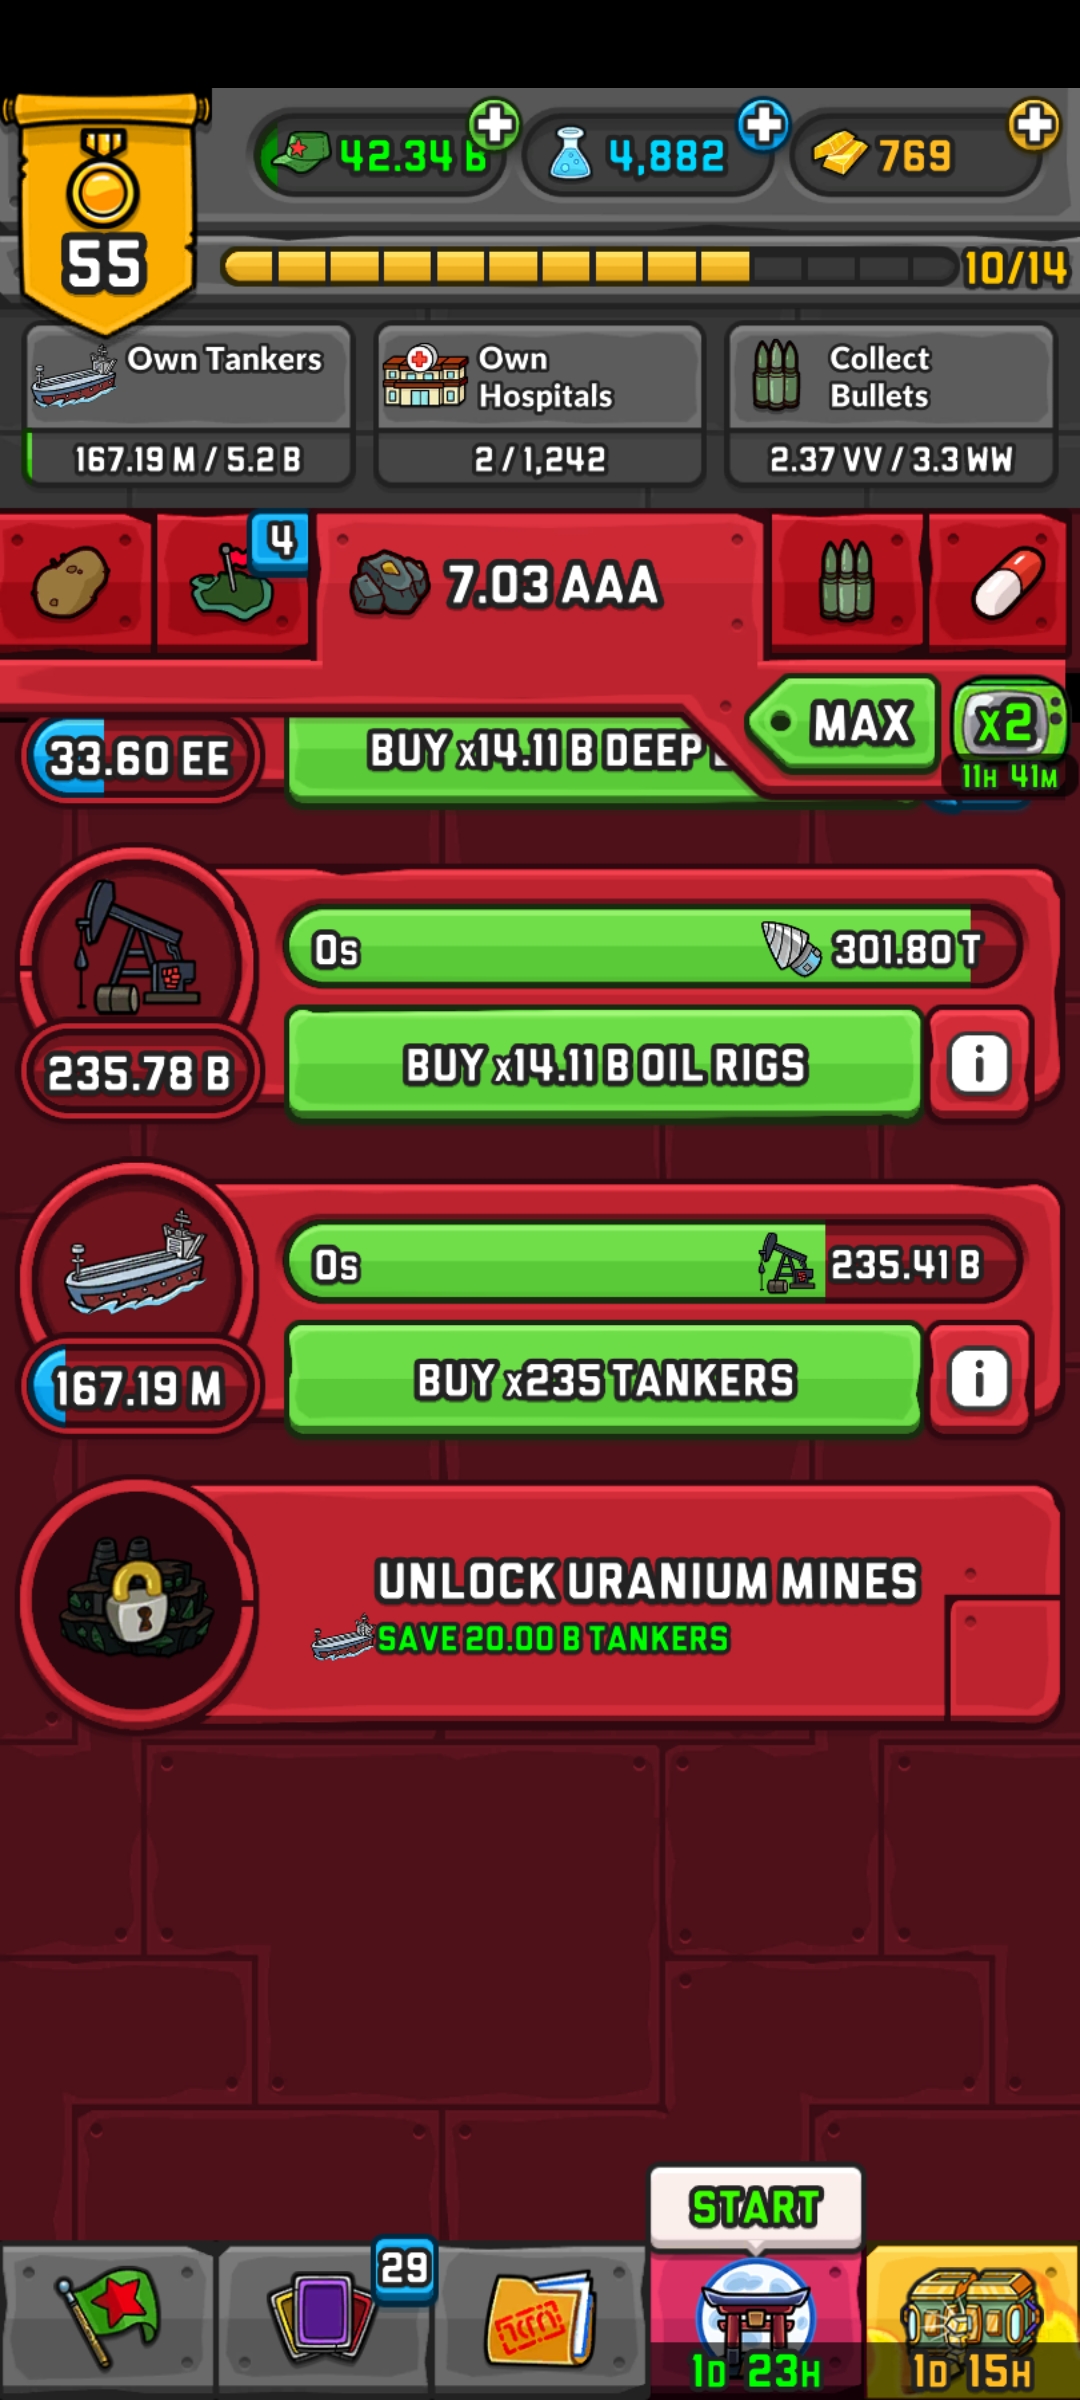 42.34 B
4,882
769
55
10/14
Own Tankers
167.19 M / 5.2 B
Own
Hospitals
2 / 1,242
Collect
Bullets
2.37 VV / 3.3 WW
4
7.03 AAA
MAX
x2
11H 41M
33.60 EE
BUY x14.11 B DEEP
0s
301.80 T
235.78 B
BUY x14.11 B OIL RIGS
i
0s
235.41 B
167.19 M
BUY x235 TANKERS
i
UNLOCK URANIUM MINES
SAVE 20.00 B TANKERS
START
29
1D 23H
1D 15H